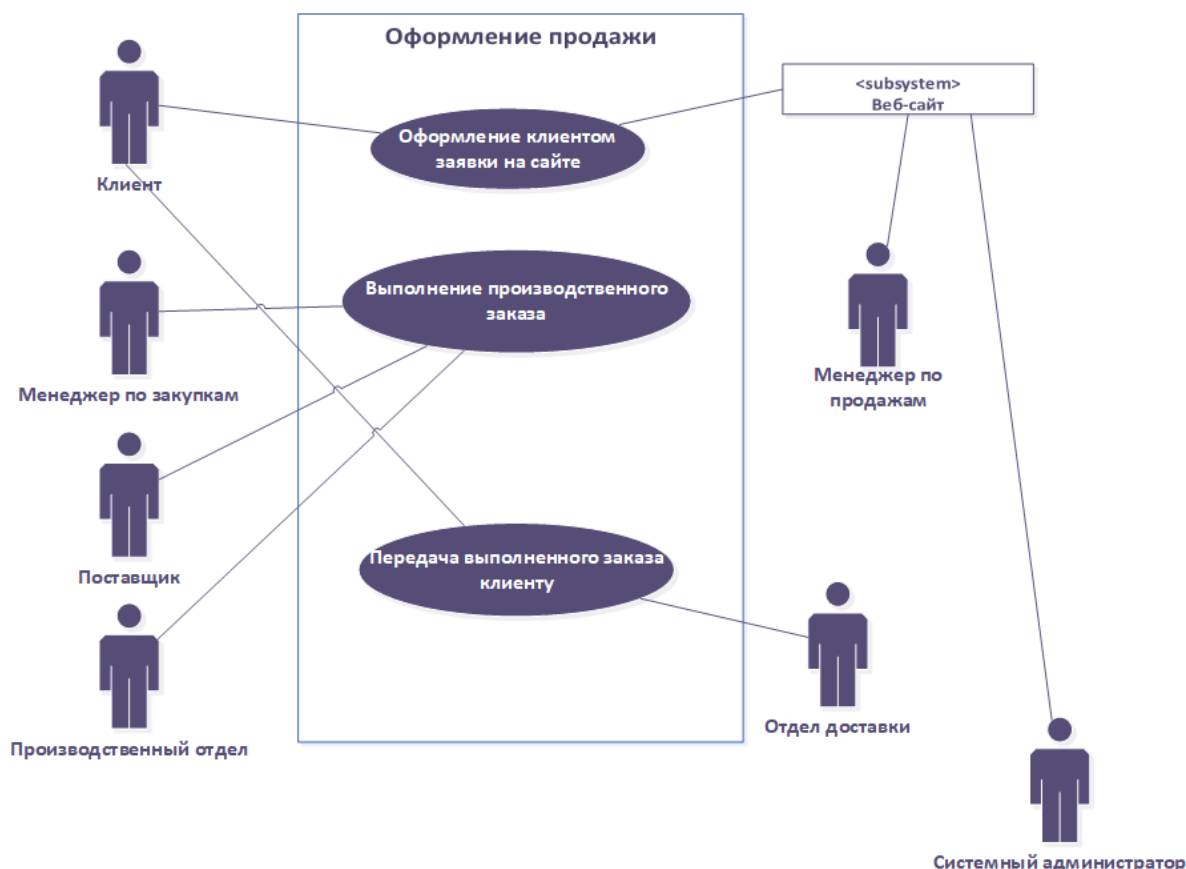 Оформление продажи
<subsystem>
Веб-сайт
Оформление клиентом
заявки на сайте
Клиент
Выполнение производственного
заказа
Менеджер по закупкам
Менеджер по
продажам
Передача выполненного заказа
клиенту
Поставщик
Отдел доставки
Производственный отдел
Системный администратор